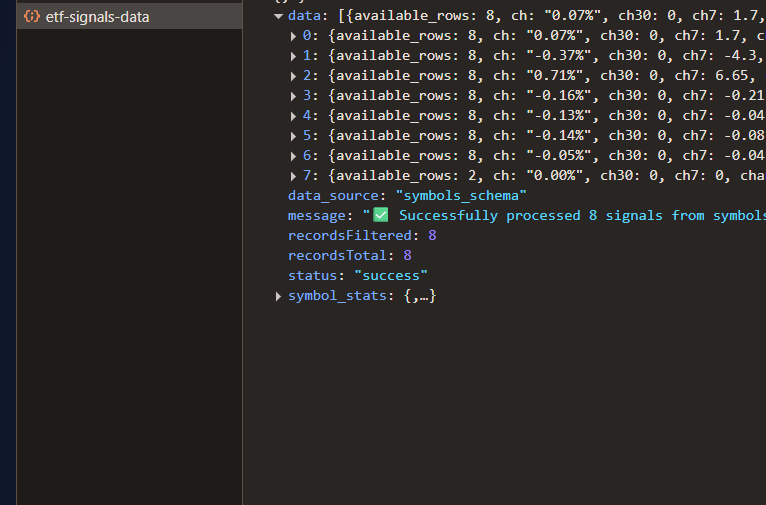 etf-signals-data
data: [{available_rows: 8, ch: "0.07%", ch30: 0, ch7: 1.7,
0: {available_rows: 8, ch: "0.07%", ch30: 0, ch7: 1.7, c
1: {available_rows: 8, ch: "-0.37%", ch30: 0, ch7: -4.3,
2: {available_rows: 8, ch: "0.71%", ch30: 0, ch7: 6.65,
3: {available_rows: 8, ch: "-0.16%", ch30: 0, ch7: -0.21
4: {available_rows: 8, ch: "-0.13%", ch30: 0, ch7: -0.04
5: {available_rows: 8, ch: "-0.14%", ch30: 0, ch7: -0.08
6: {available_rows: 8, ch: "-0.05%", ch30: 0, ch7: -0.04
7: {available_rows: 2, ch: "0.00%", ch30: 0, ch7: 0, cha
data_source: "symbols_schema"
message: "✅ Successfully processed 8 signals from symbols
recordsFiltered: 8
recordsTotal: 8
status: "success"
symbol_stats: {,…}